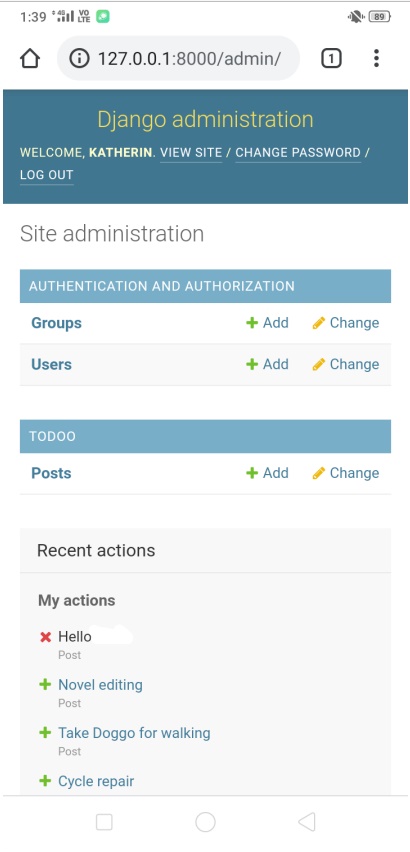 1:39 4G VO LTE 89
127.0.0.1:8000/admin/ 1
Django administration
WELCOME, KATHERIN. VIEW SITE / CHANGE PASSWORD /
LOG OUT
Site administration
AUTHENTICATION AND AUTHORIZATION
Groups Add Change
Users Add Change
TODOO
Posts Add Change
Recent actions
My actions
Hello
Post
Novel editing
Post
Take Doggo for walking
Post
Cycle repair